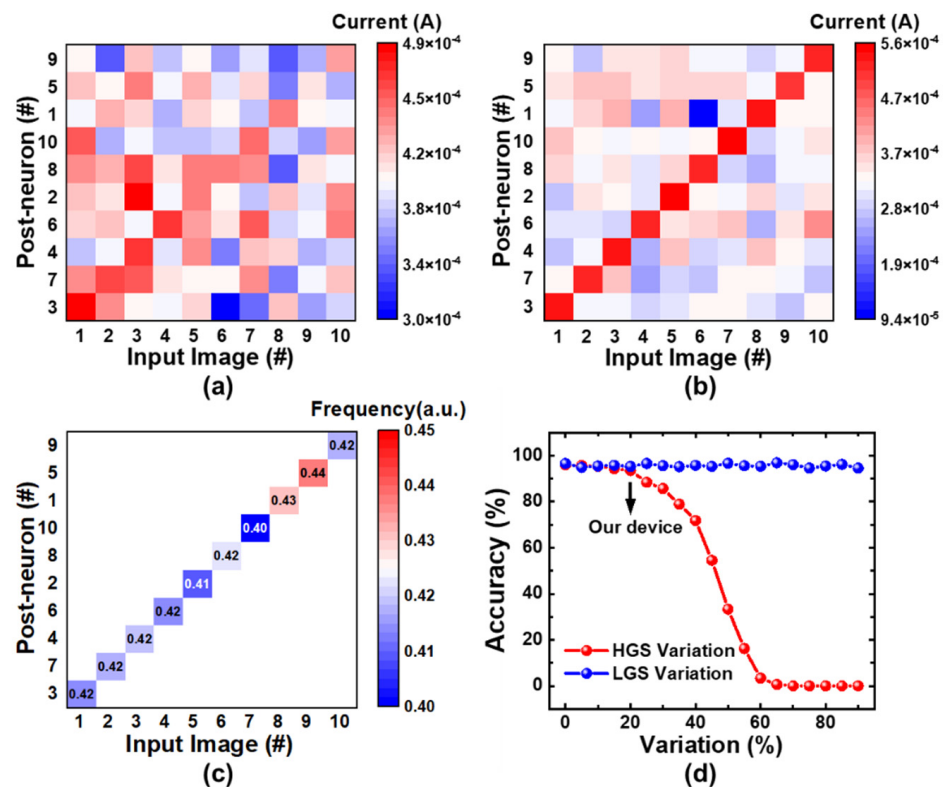 Current (A)
Post-neuron (#)
9
5
1
10
8
2
6
4
7
3
1 2 3 4 5 6 7 8 9 10
Input Image (#)
4.9×10⁻⁴
4.6×10⁻⁴
4.2×10⁻⁴
3.8×10⁻⁴
3.4×10⁻⁴
3.0×10⁻⁴
(a)
Current (A)
Post-neuron (#)
9
5
1
10
8
2
6
4
7
3
1 2 3 4 5 6 7 8 9 10
Input Image (#)
5.6×10⁻⁴
4.7×10⁻⁴
3.7×10⁻⁴
2.8×10⁻⁴
1.9×10⁻⁴
9.4×10⁻⁵
(b)
Frequency(a.u.)
Post-neuron (#)
9 0.42
5 0.44
1 0.43
10 0.40
8 0.42
2 0.41
6 0.42
4 0.42
7 0.42
3 0.42
1 2 3 4 5 6 7 8 9 10
Input Image (#)
0.45
0.44
0.43
0.42
0.41
0.40
(c)
Accuracy (%)
100
80
60
40
20
0
Our device
HGS Variation
LGS Variation
0 20 40 60 80
Variation (%)
(d)